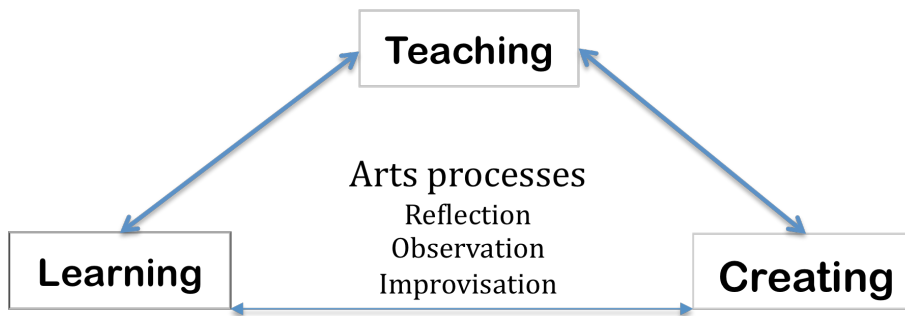 Teaching
Arts processes
Reflection
Observation
Improvisation
Learning
Creating